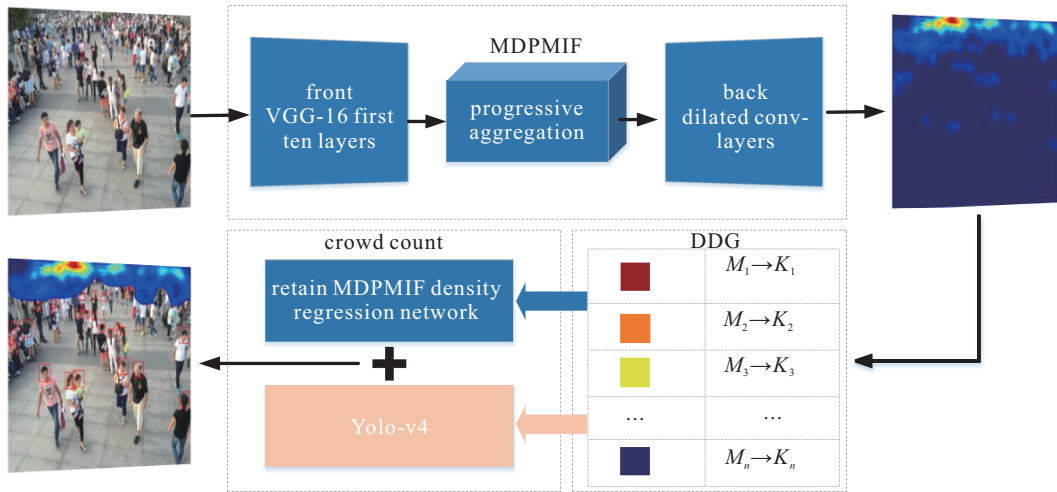 MDPMIF
front
VGG-16 first
ten layers
progressive
aggregation
back
dilated conv-
layers
crowd count
retain MDPMIF density
regression network
Yolo-v4
DDG
M₁→K₁
M₂→K₂
M₃→K₃
... ...
Mₙ→Kₙ